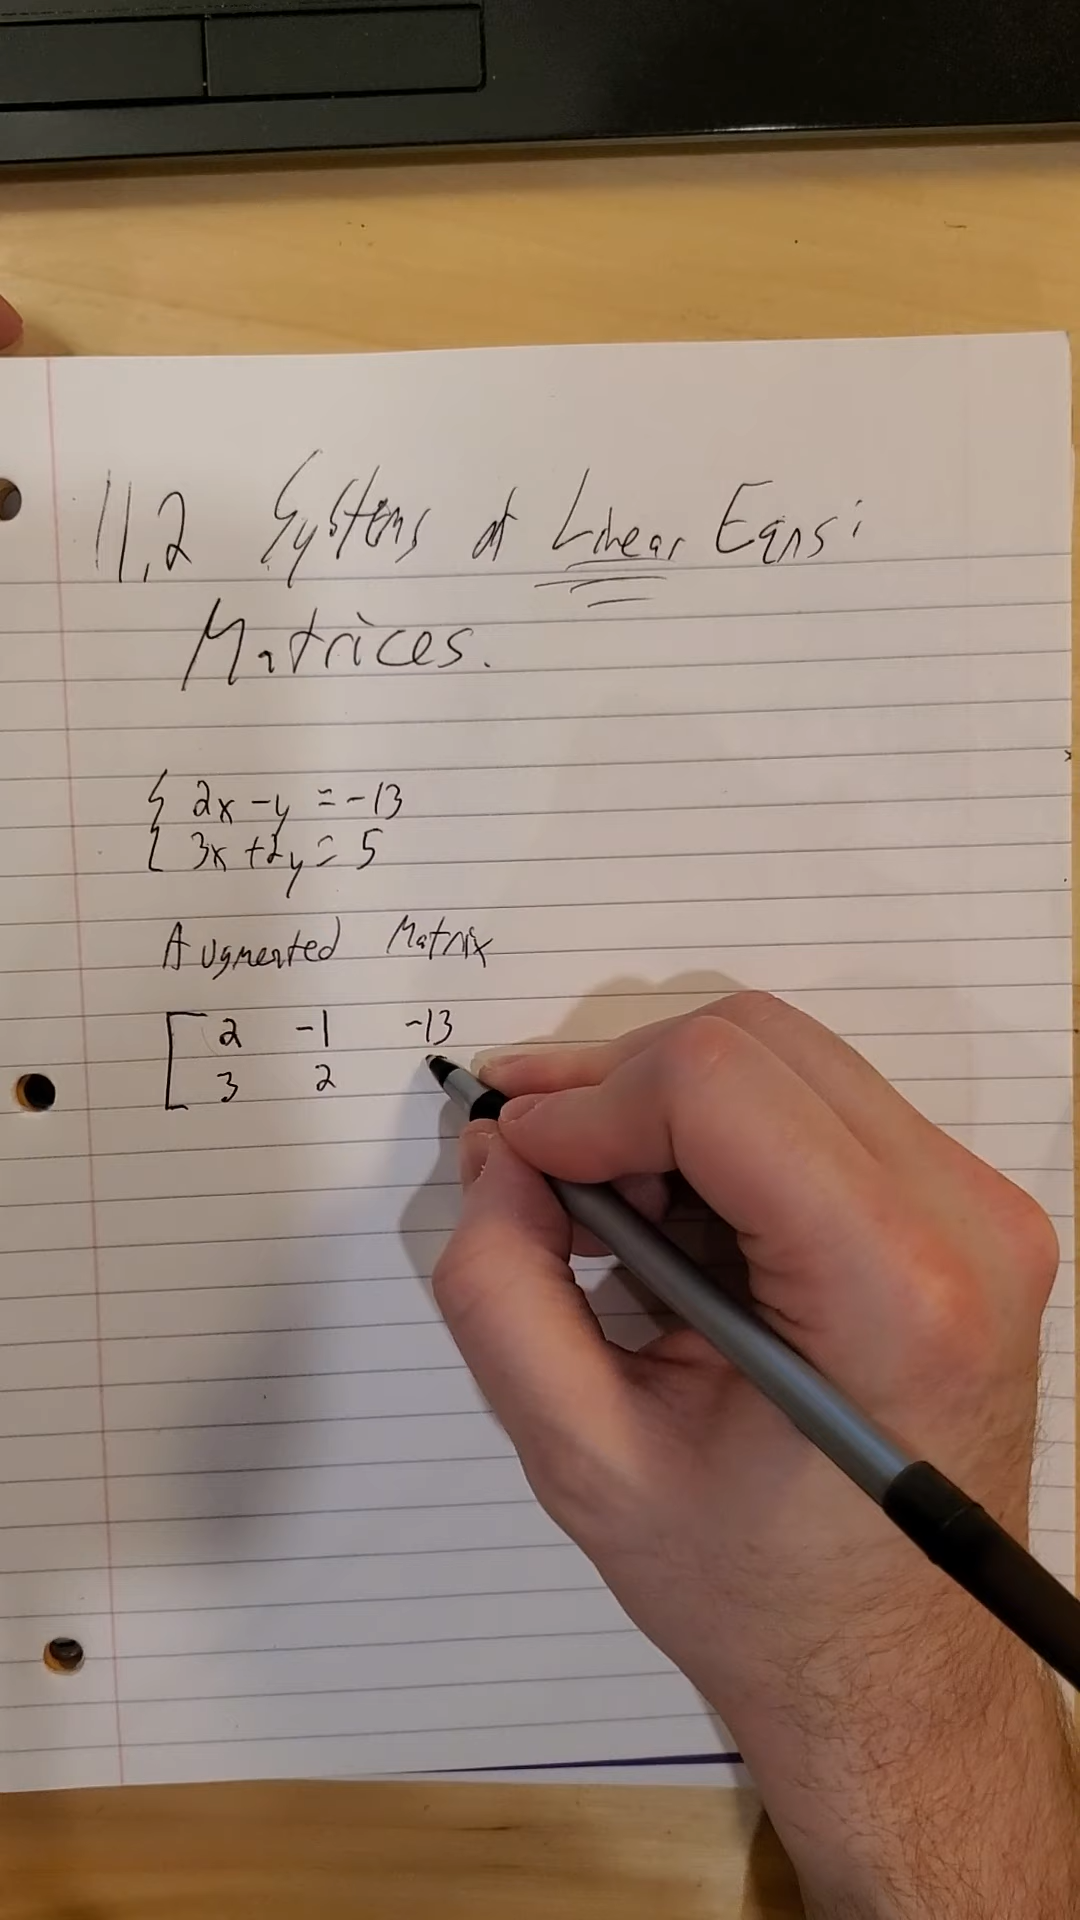 11.2 Systems of Linear Eqns:
Matrices.
{ 2x - y = -13
{ 3x + 2y = 5
Augmented Matrix
[ 2 -1 -13
3 2